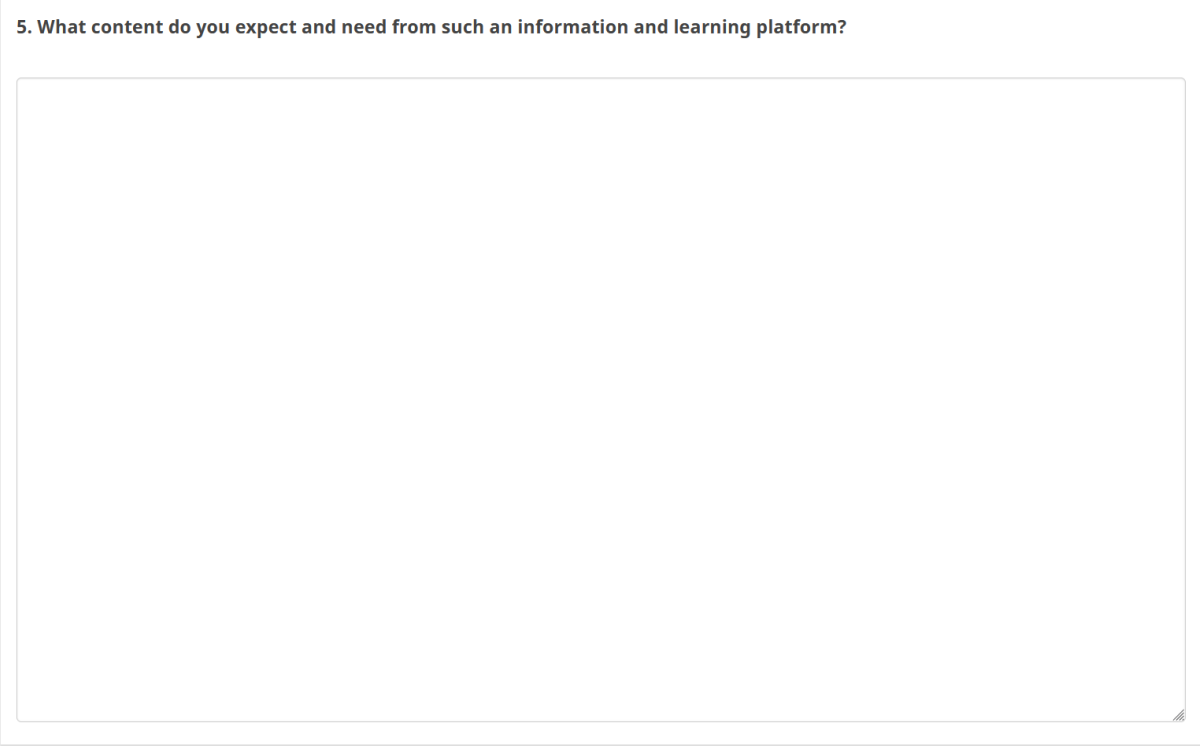 5. What content do you expect and need from such an information and learning platform?